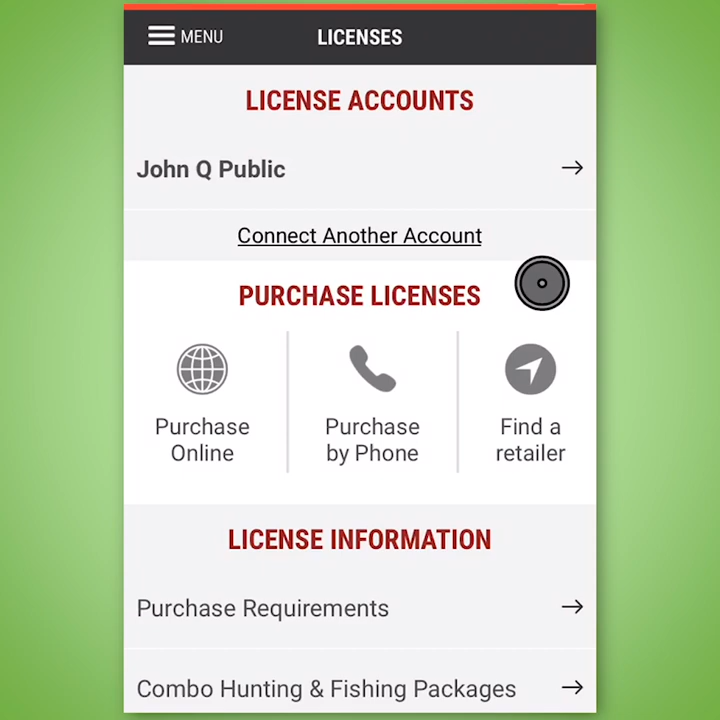 MENU
LICENSES
LICENSE ACCOUNTS
John Q Public
Connect Another Account
PURCHASE LICENSES
Purchase
Online
Purchase
by Phone
Find a
retailer
LICENSE INFORMATION
Purchase Requirements
Combo Hunting & Fishing Packages